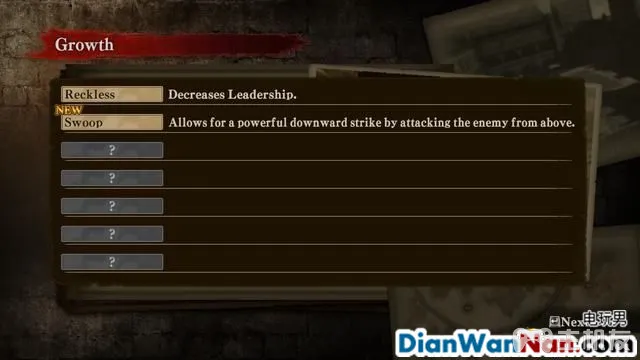 Growth
Reckless Decreases Leadership.
NEW
Swoop Allows for a powerful downward strike by attacking the enemy from above.
?
?
?
?
?
Next
电玩男
DianWanNan.com